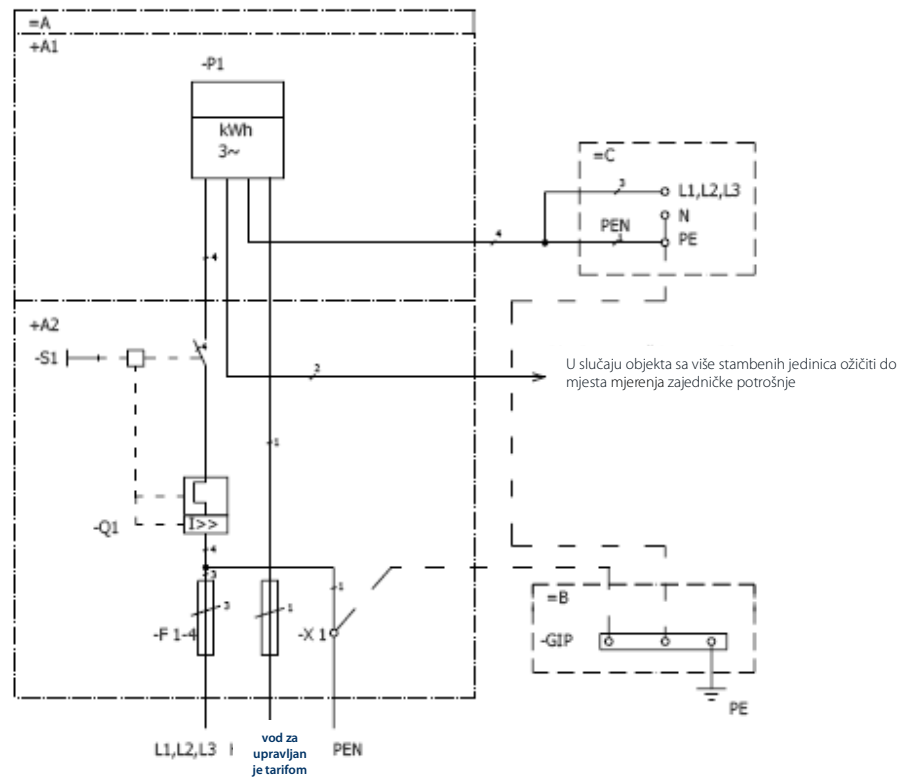 =A
+A1
-P1
kWh
3~
4
4
=C
3
L1,L2,L3
N
PEN
1
PE
+A2
-S1
4
2
U slučaju objekta sa više stambenih jedinica ožičiti do
mjesta mjerenja zajedničke potrošnje
1
-Q1
I>>
4
3
3
1
1
-F 1-4
-X 1
=B
-GIP
PE
L1,L2,L3
vod za
upravljan
je tarifom
PEN